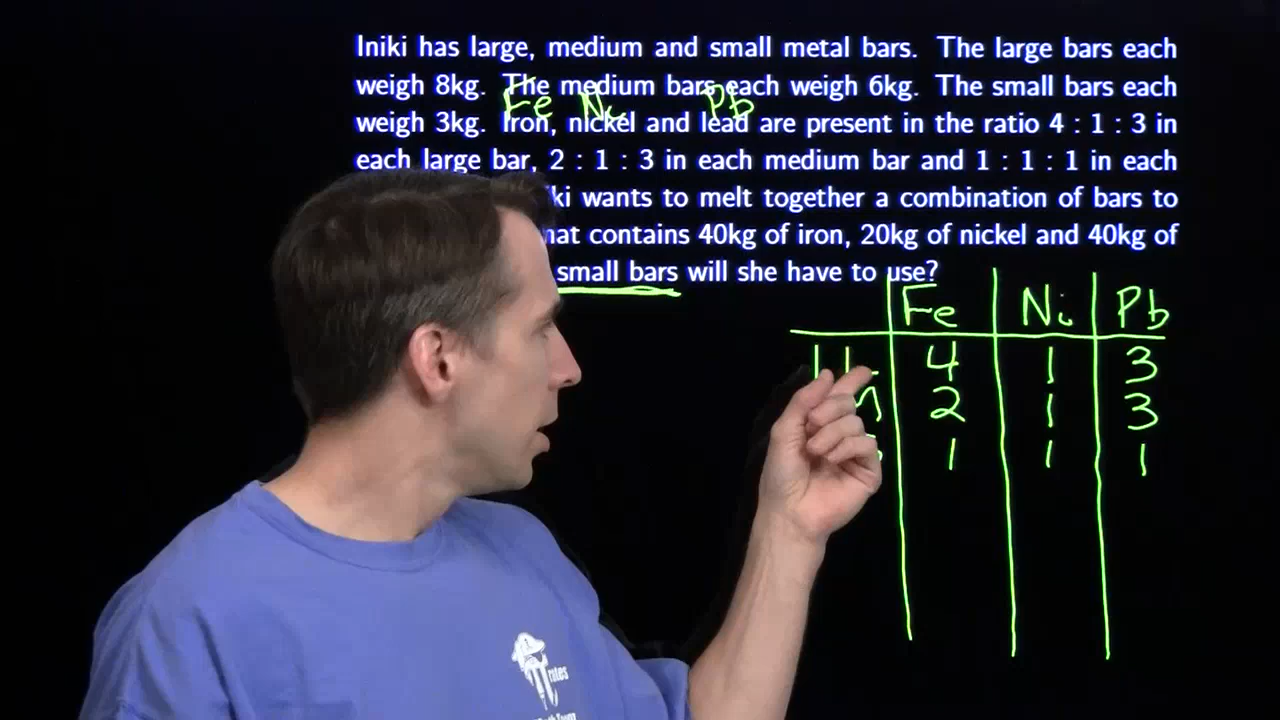 Iniki has large, medium and small metal bars. The large bars each
weigh 8kg. The medium bars each weigh 6kg. The small bars each
Fe Ni Pb
weigh 3kg. Iron, nickel and lead are present in the ratio 4 : 1 : 3 in
each large bar, 2 : 1 : 3 in each medium bar and 1 : 1 : 1 in each
wants to melt together a combination of bars to
contains 40kg of iron, 20kg of nickel and 40kg of
small bars will she have to use?
Fe Ni Pb
1 L 4 1 3
2 1 3
1 1 1